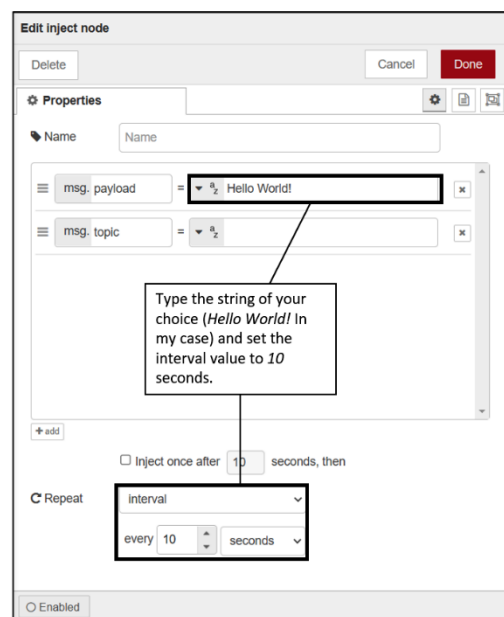 Edit inject node
Delete Cancel Done
Properties
Name Name
msg. payload = az Hello World!
msg. topic = az
Type the string of your
choice (Hello World! In
my case) and set the
interval value to 10
seconds.
+ add
Inject once after 10 seconds, then
Repeat interval
every 10 seconds
Enabled